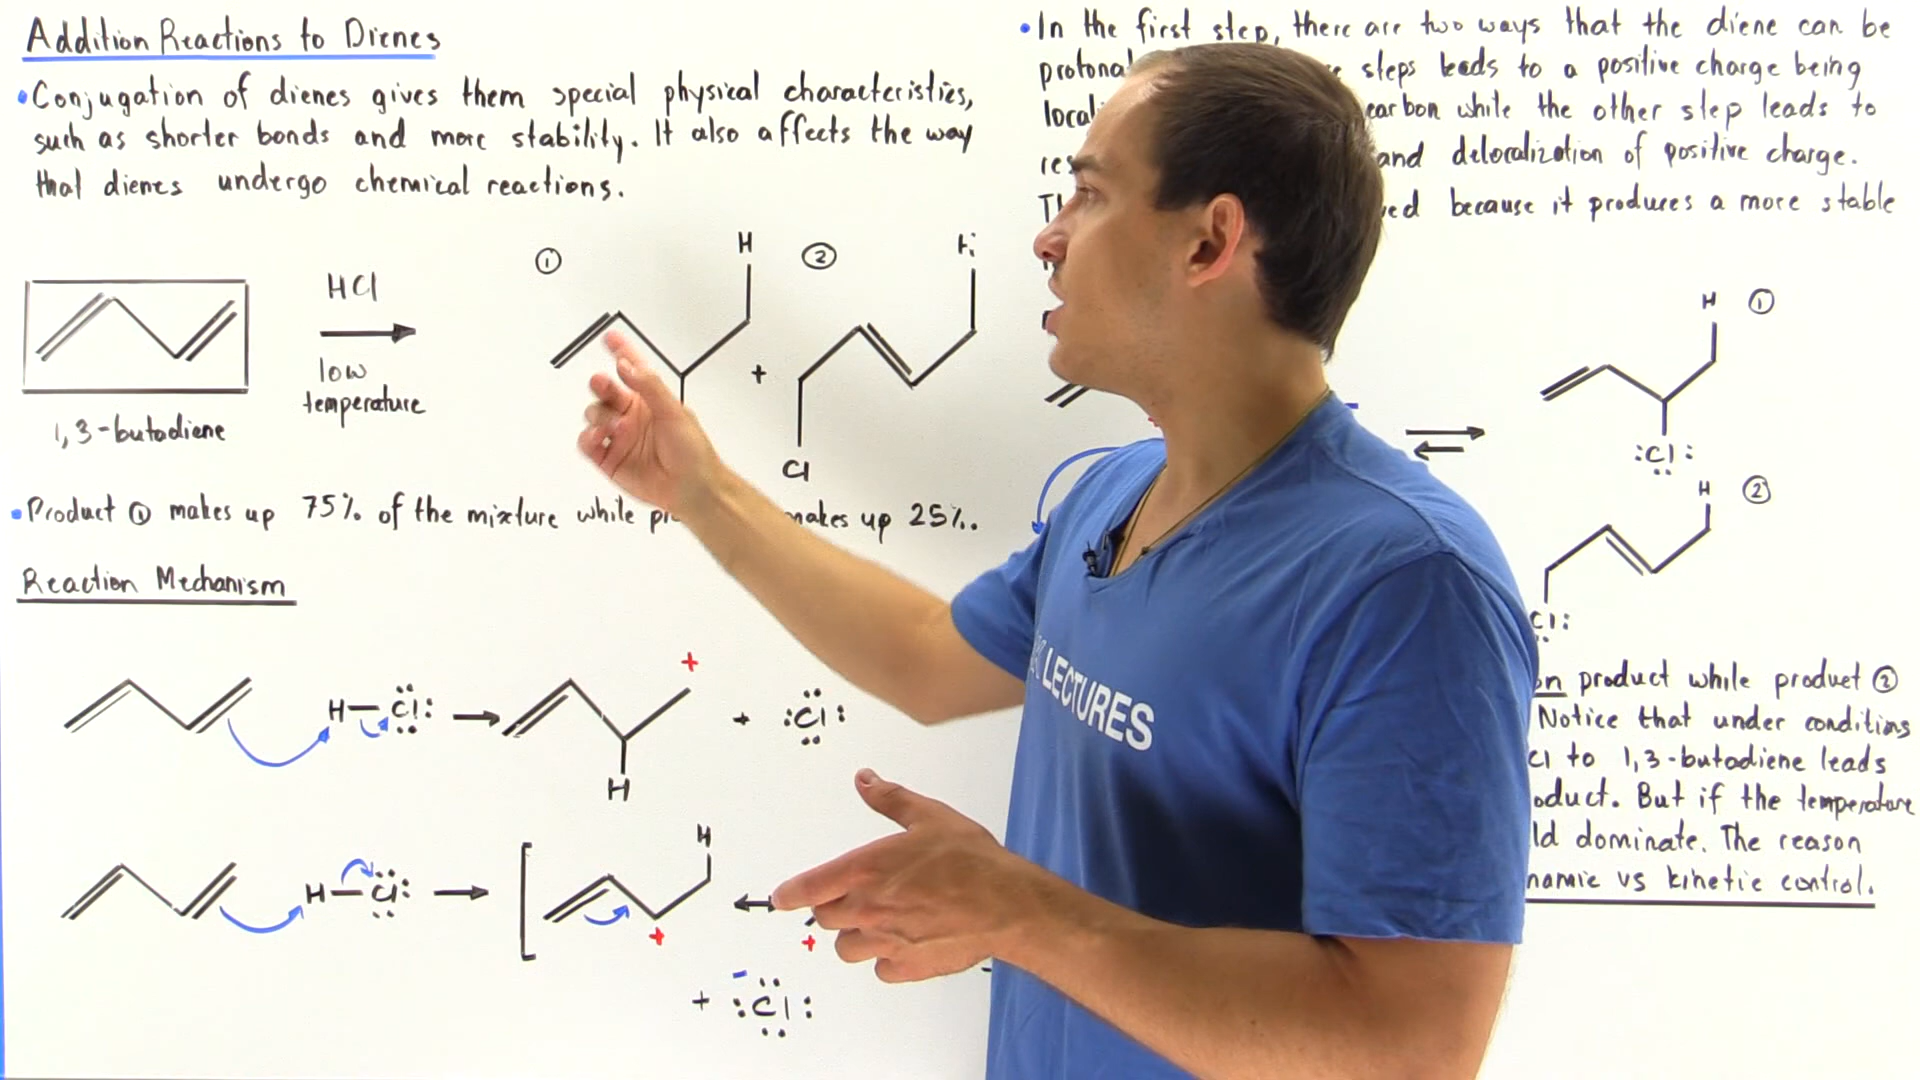 Addition Reactions to Dienes
•Conjugation of dienes gives them special physical characteristics,
such as shorter bonds and more stability. It also affects the way
that dienes undergo chemical reactions.
HCl
low
temperature
1,3-butadiene
①
H
+
②
H
Cl
•Product ① makes up 75% of the mixture while makes up 25%.
Reaction Mechanism
H—Cl:
+
H
+ :Cl:
H—Cl:
H
+
+
-
+ :Cl:
•In the first step, there are two ways that the diene can be
steps leads to a positive charge being
carbon while the other step leads to
and delocalization of positive charge.
because it produces a more stable
H ①
:Cl:
H ②
Cl:
product while product ②
Notice that under conditions
to 1,3-butadiene leads
But if the temperature
dominate. The reason
vs kinetic control.
LECTURES